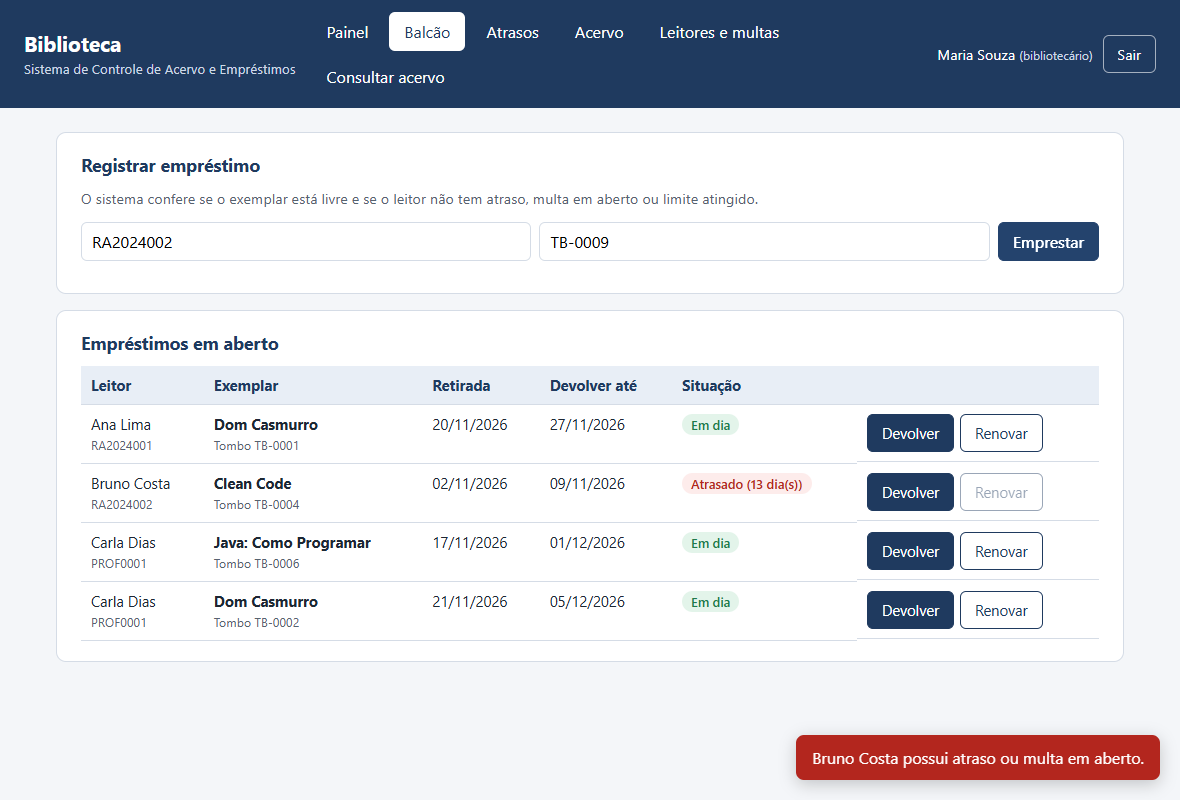 Biblioteca
Sistema de Controle de Acervo e Empréstimos
Painel Balcão Atrasos Acervo Leitores e multas
Consultar acervo
Maria Souza (bibliotecário) Sair
Registrar empréstimo
O sistema confere se o exemplar está livre e se o leitor não tem atraso, multa em aberto ou limite atingido.
RA2024002 TB-0009 Emprestar
Empréstimos em aberto
Leitor Exemplar Retirada Devolver até Situação
Ana Lima Dom Casmurro 20/11/2026 27/11/2026 Em dia Devolver Renovar
RA2024001 Tombo TB-0001
Bruno Costa Clean Code 02/11/2026 09/11/2026 Atrasado (13 dia(s)) Devolver Renovar
RA2024002 Tombo TB-0004
Carla Dias Java: Como Programar 17/11/2026 01/12/2026 Em dia Devolver Renovar
PROF0001 Tombo TB-0006
Carla Dias Dom Casmurro 21/11/2026 05/12/2026 Em dia Devolver Renovar
PROF0001 Tombo TB-0002
Bruno Costa possui atraso ou multa em aberto.